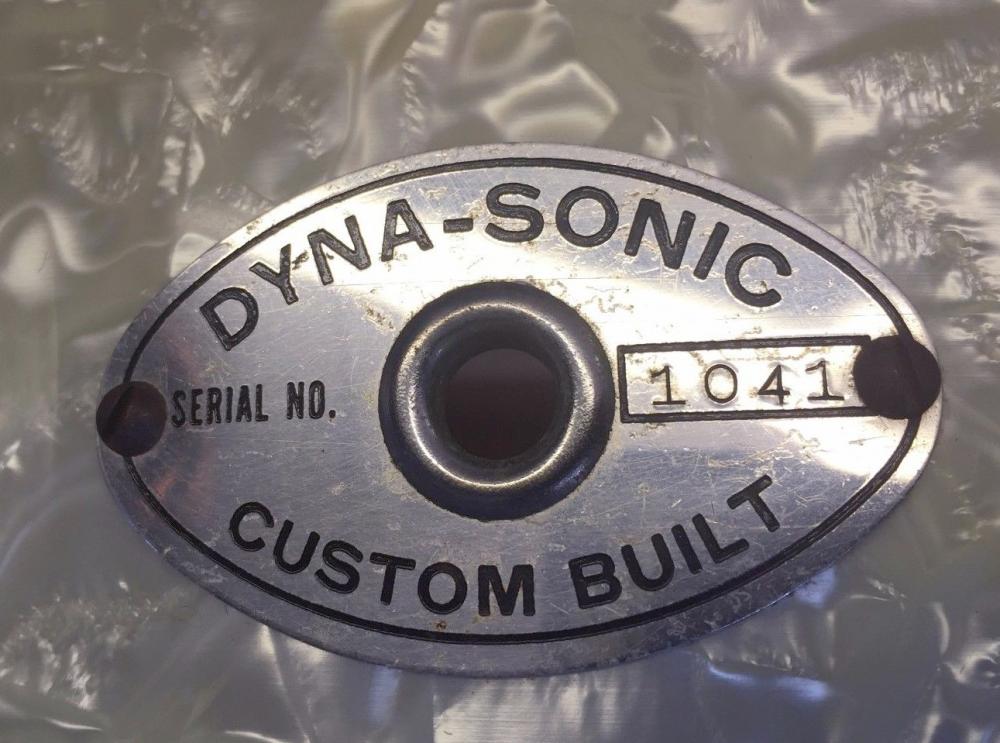 DYNA-SONIC
SERIAL NO. 1041
CUSTOM BUILT